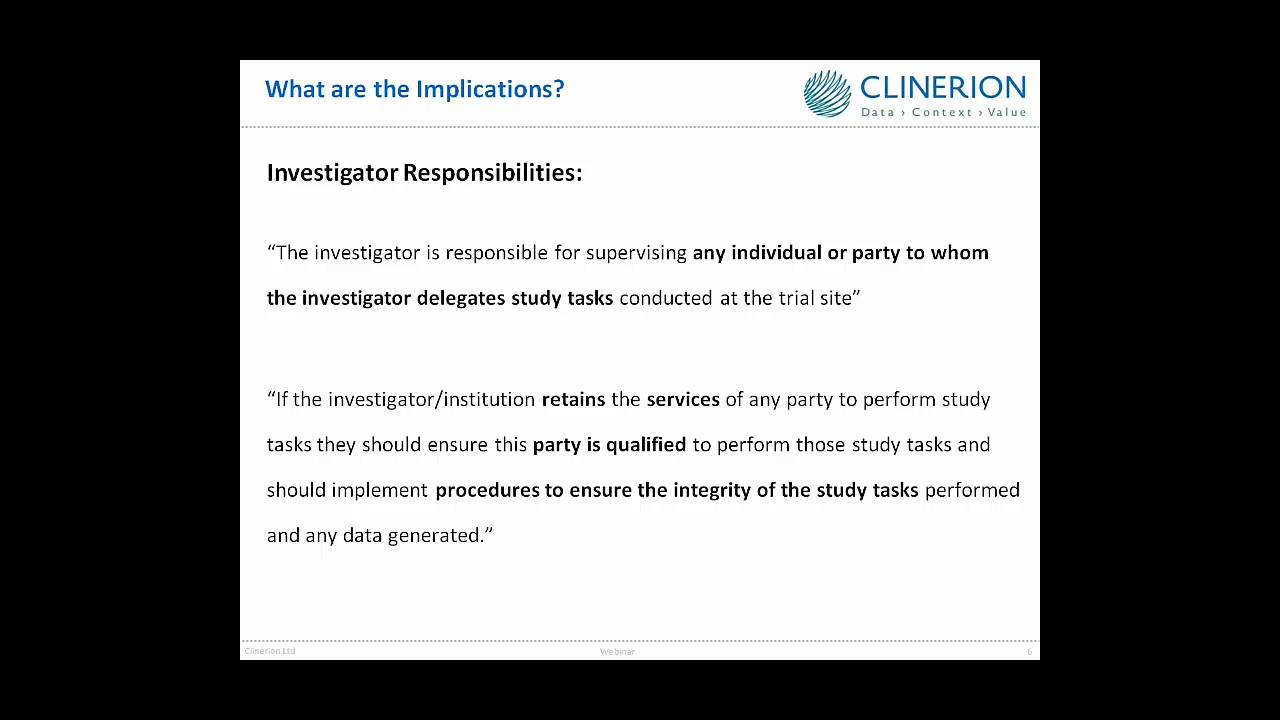 What are the Implications?
CLINERION
Data › Context › Value
Investigator Responsibilities:
“The investigator is responsible for supervising any individual or party to whom
the investigator delegates study tasks conducted at the trial site”
“If the investigator/institution retains the services of any party to perform study
tasks they should ensure this party is qualified to perform those study tasks and
should implement procedures to ensure the integrity of the study tasks performed
and any data generated.”
Clinerion Ltd
Webinar
6